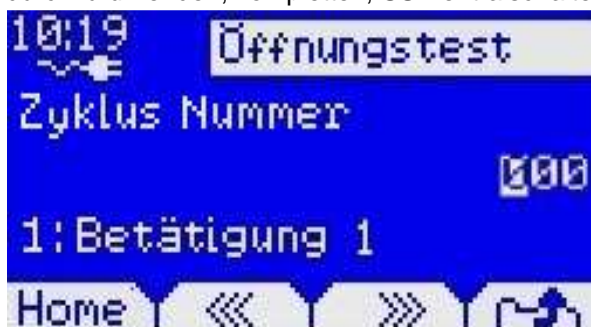 10:19
Öffnungstest
Zyklus Nummer
000
1:Betätigung 1
Home « »